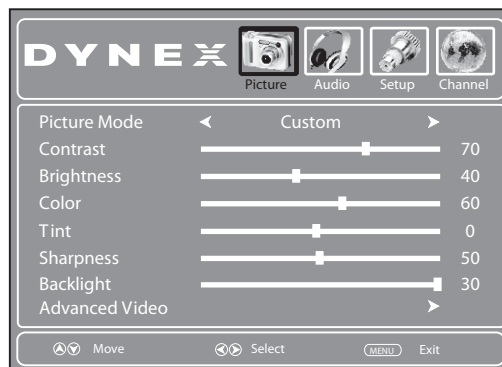 DYNEX
Picture Audio Setup Channel
Picture Mode Custom
Contrast 70
Brightness 40
Color 60
Tint 0
Sharpness 50
Backlight 30
Advanced Video
Move Select MENU Exit